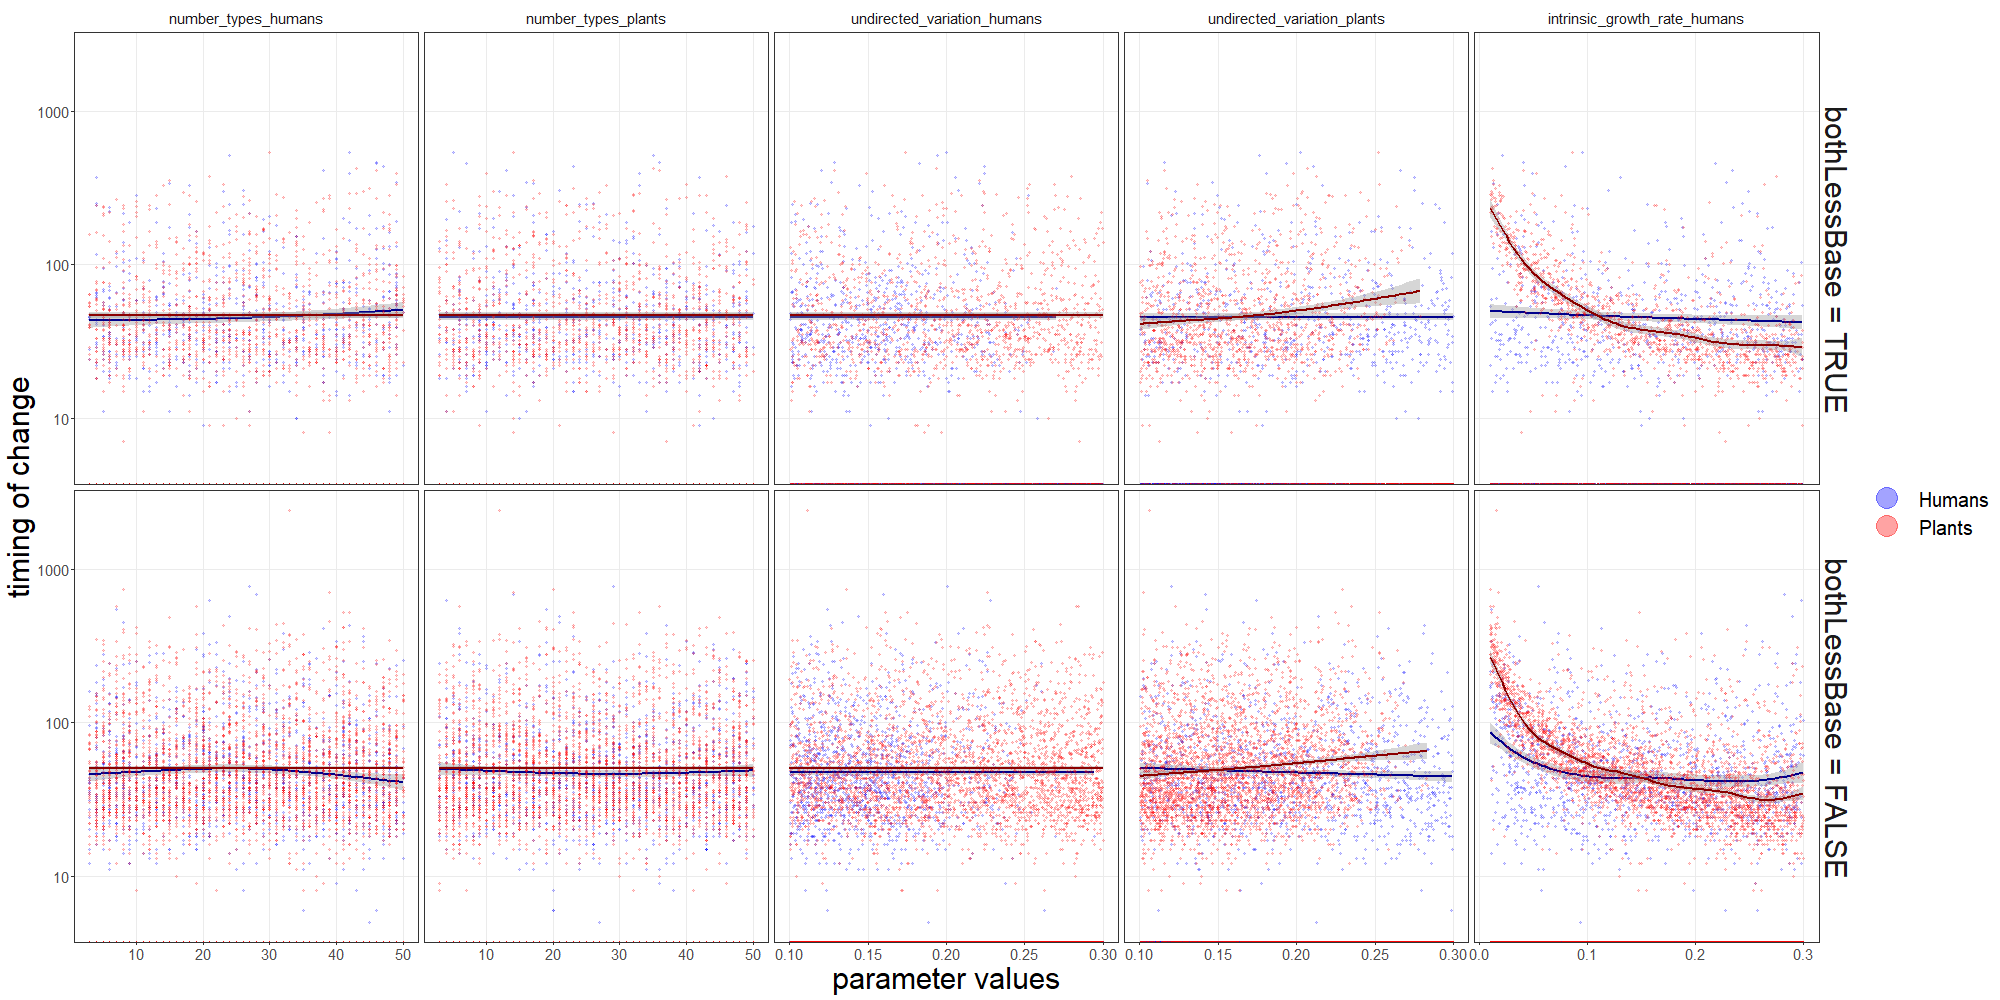 number_types_humans number_types_plants undirected_variation_humans undirected_variation_plants intrinsic_growth_rate_humans
1000
100
10
bothLessBase = TRUE
timing of change
1000
100
10
bothLessBase = FALSE
Humans
Plants
10 20 30 40 50 10 20 30 40 50 0.10 0.15 0.20 0.25 0.30 0.10 0.15 0.20 0.25 0.30 0.0 0.1 0.2 0.3
parameter values